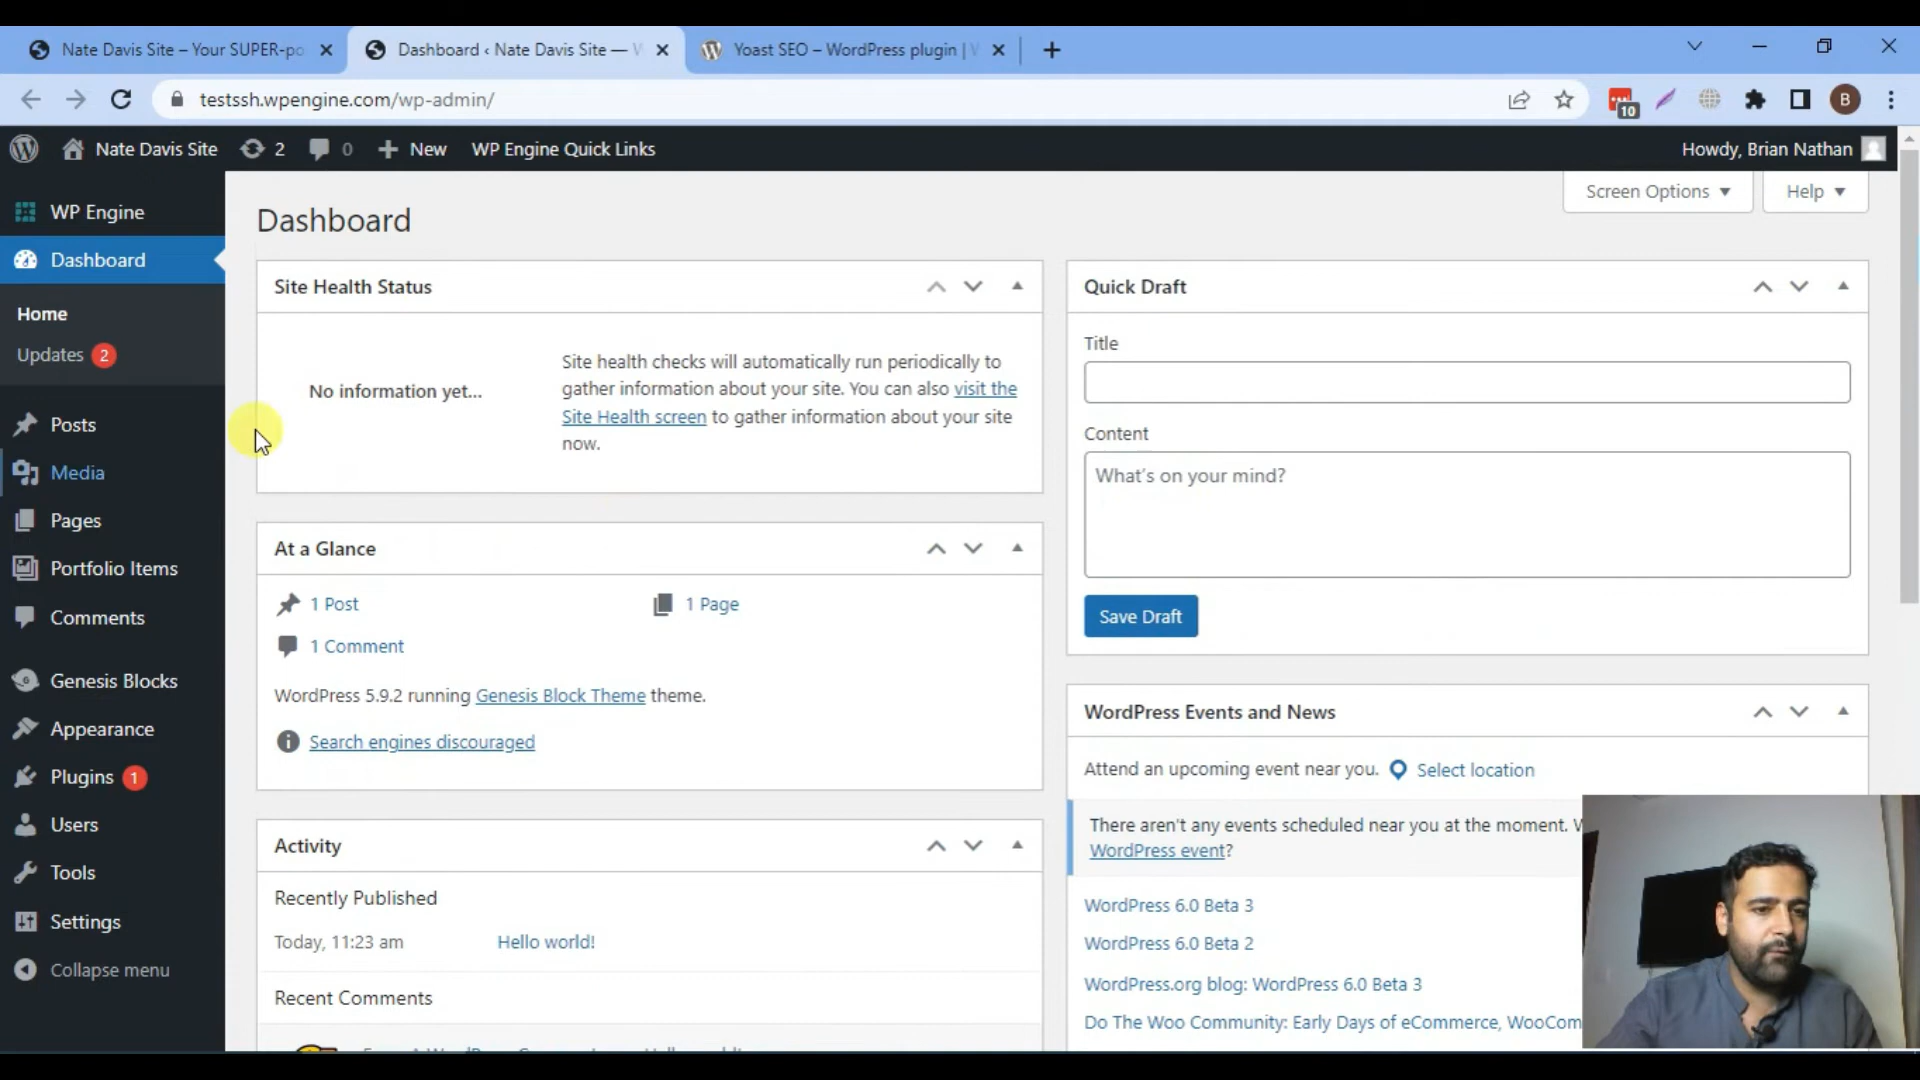 Nate Davis Site – Your SUPER-po
Dashboard ‹ Nate Davis Site — W
Yoast SEO – WordPress plugin | W
testssh.wpengine.com/wp-admin/
10
B
Nate Davis Site
2
0
New
WP Engine Quick Links
Howdy, Brian Nathan
WP Engine
Dashboard
Home
Updates 2
Posts
Media
Pages
Portfolio Items
Comments
Genesis Blocks
Appearance
Plugins 1
Users
Tools
Settings
Collapse menu
Screen Options
Help
Dashboard
Site Health Status
No information yet...
Site health checks will automatically run periodically to
gather information about your site. You can also visit the
Site Health screen to gather information about your site
now.
At a Glance
1 Post
1 Page
1 Comment
WordPress 5.9.2 running Genesis Block Theme theme.
Search engines discouraged
Activity
Recently Published
Today, 11:23 am
Hello world!
Recent Comments
Quick Draft
Title
Content
What's on your mind?
Save Draft
WordPress Events and News
Attend an upcoming event near you.
Select location
There aren't any events scheduled near you at the moment.
WordPress event?
WordPress 6.0 Beta 3
WordPress 6.0 Beta 2
WordPress.org blog: WordPress 6.0 Beta 3
Do The Woo Community: Early Days of eCommerce, WooCom